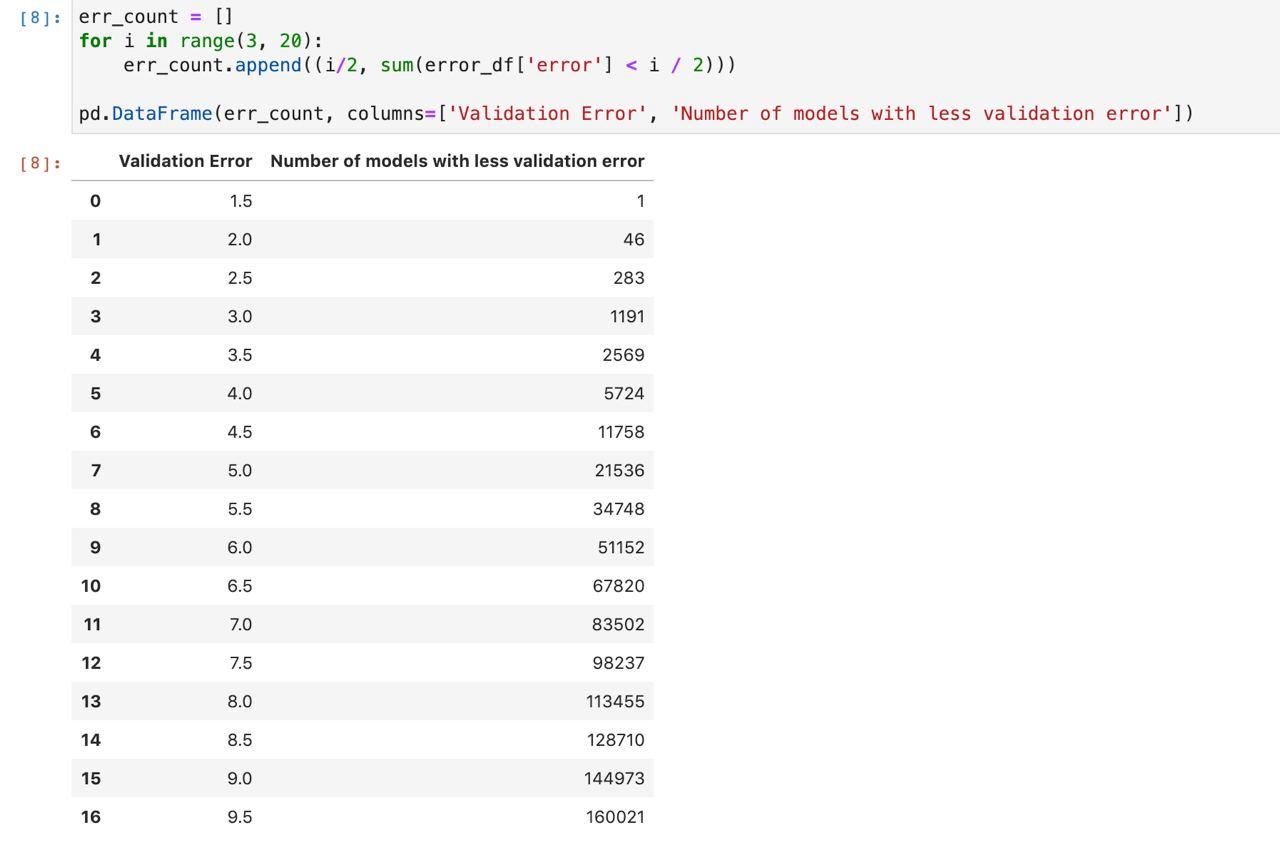 [8]: err_count = []
for i in range(3, 20):
    err_count.append((i/2, sum(error_df['error'] < i / 2)))

pd.DataFrame(err_count, columns=['Validation Error', 'Number of models with less validation error'])
[8]: Validation Error Number of models with less validation error
0 1.5 1
1 2.0 46
2 2.5 283
3 3.0 1191
4 3.5 2569
5 4.0 5724
6 4.5 11758
7 5.0 21536
8 5.5 34748
9 6.0 51152
10 6.5 67820
11 7.0 83502
12 7.5 98237
13 8.0 113455
14 8.5 128710
15 9.0 144973
16 9.5 160021